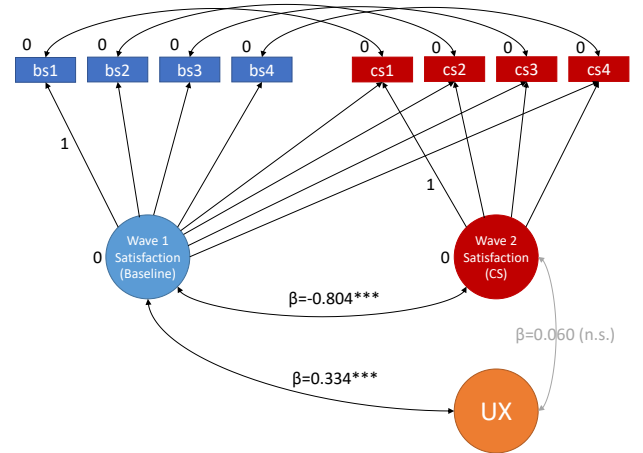 0 0 0 0 0 0 0 0
bs1 bs2 bs3 bs4 cs1 cs2 cs3 cs4
1
1
0
Wave 1
Satisfaction
(Baseline)
0
Wave 2
Satisfaction
(CS)
β=-0.804***
β=0.060 (n.s.)
β=0.334***
UX